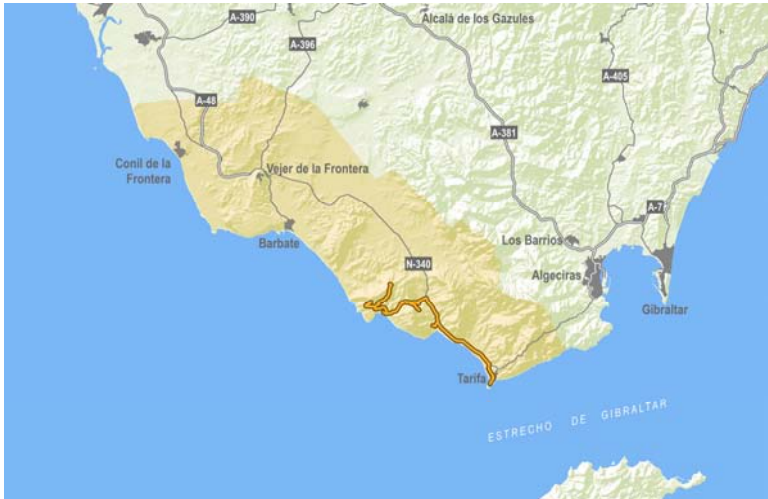 A-390
Alcalá de los Gazules
A-396
A-405
A-48
A-381
Conil de la
Frontera
Vejer de la Frontera
A-7
Barbate
Los Barrios
N-340
Algeciras
Gibraltar
Tarifa
ESTRECHO DE GIBRALTAR